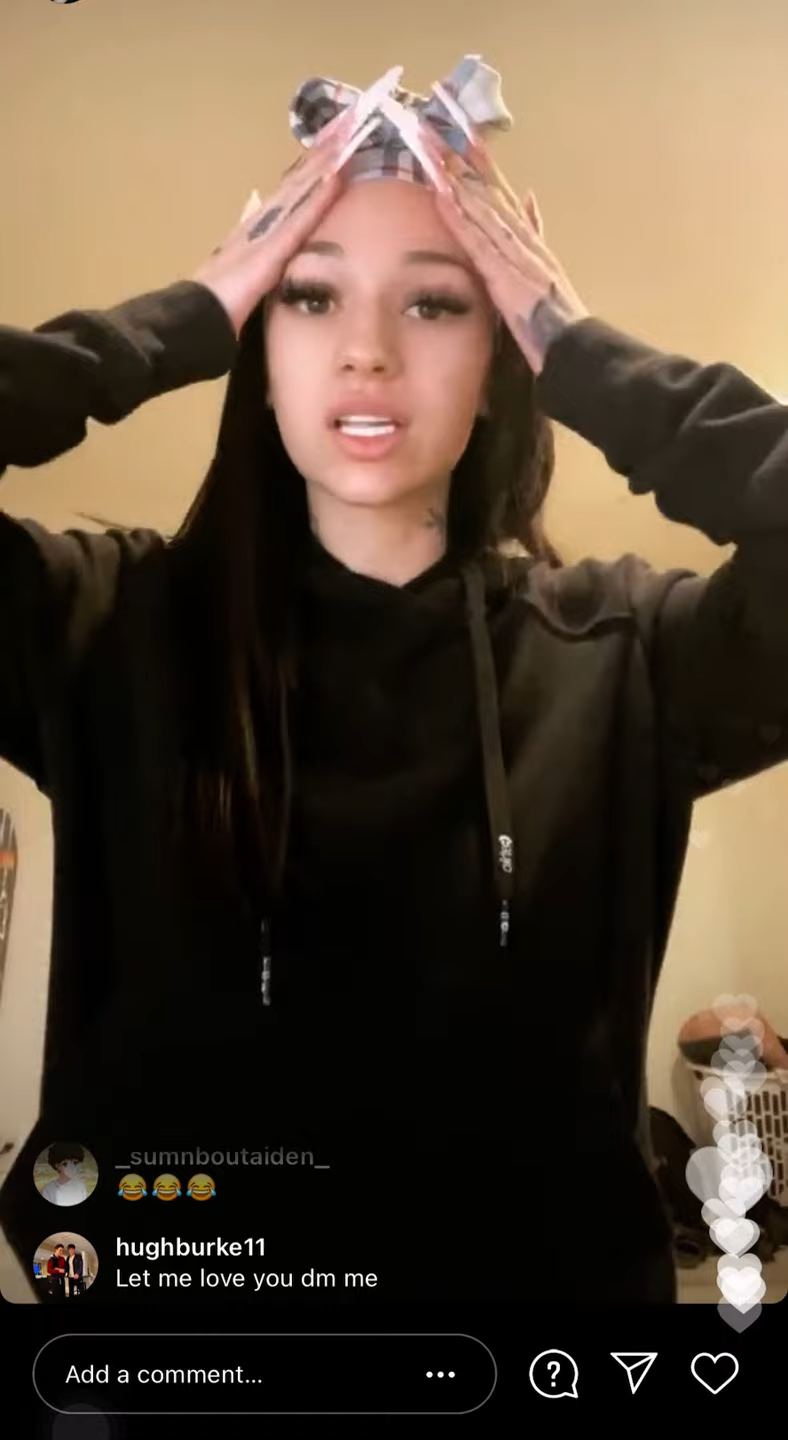 _sumnboutaiden_
😂😂😂
hughburke11
Let me love you dm me
Add a comment...